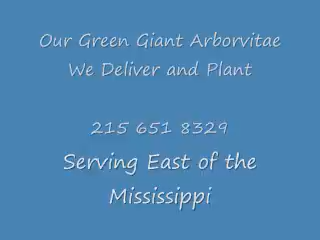 Our Green Giant Arborvitae
We Deliver and Plant
215 651 8329
Serving East of the
Mississippi